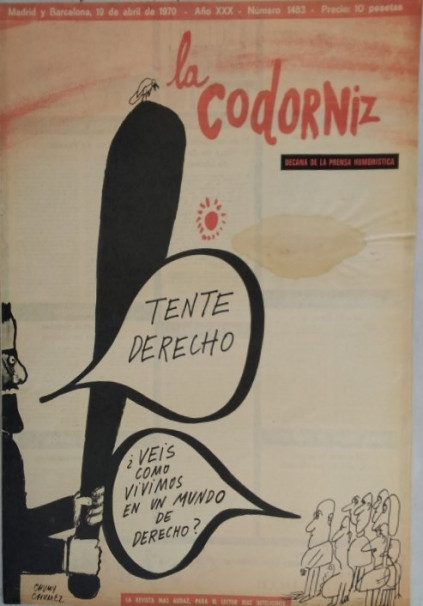 Madrid y Barcelona, 19 de abril de 1970 - Año XXX - Número 1483 - Precio: 10 pesetas
la
CODORNIZ
DECANA DE LA PRENSA HUMORISTICA
TENTE
DERECHO
¿VEIS
COMO
VIVIMOS
EN UN MUNDO
DE
DERECHO?
CHUMY
CHUMEZ
LA REVISTA MAS AUDAZ, PARA EL LECTOR MAS INTELIGENTE